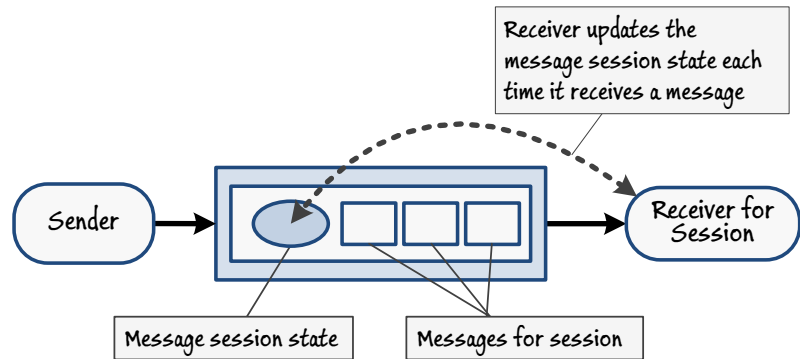 Receiver updates the
message session state each
time it receives a message
Sender
Receiver for
Session
Message session state
Messages for session